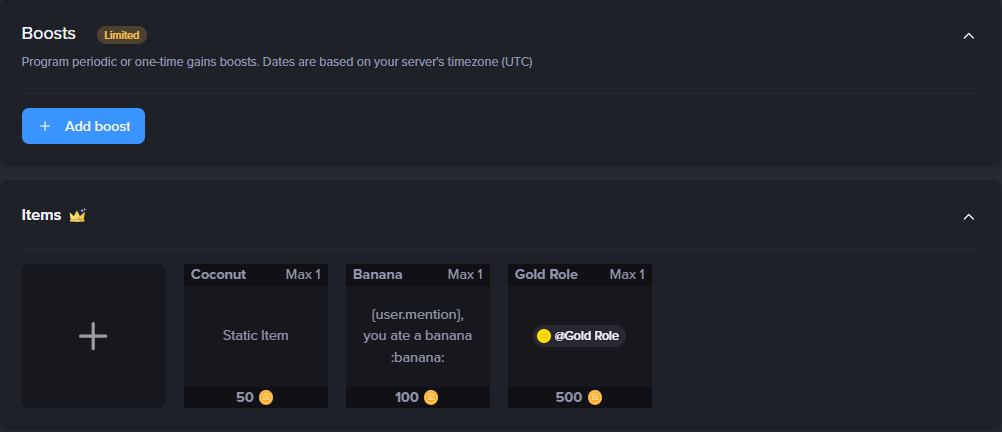 Boosts Limited
Program periodic or one-time gains boosts. Dates are based on your server's timezone (UTC)
+ Add boost
Items
Coconut Max 1
Static Item
50
Banana Max 1
{user.mention},
you ate a banana
:banana:
100
Gold Role Max 1
@Gold Role
500